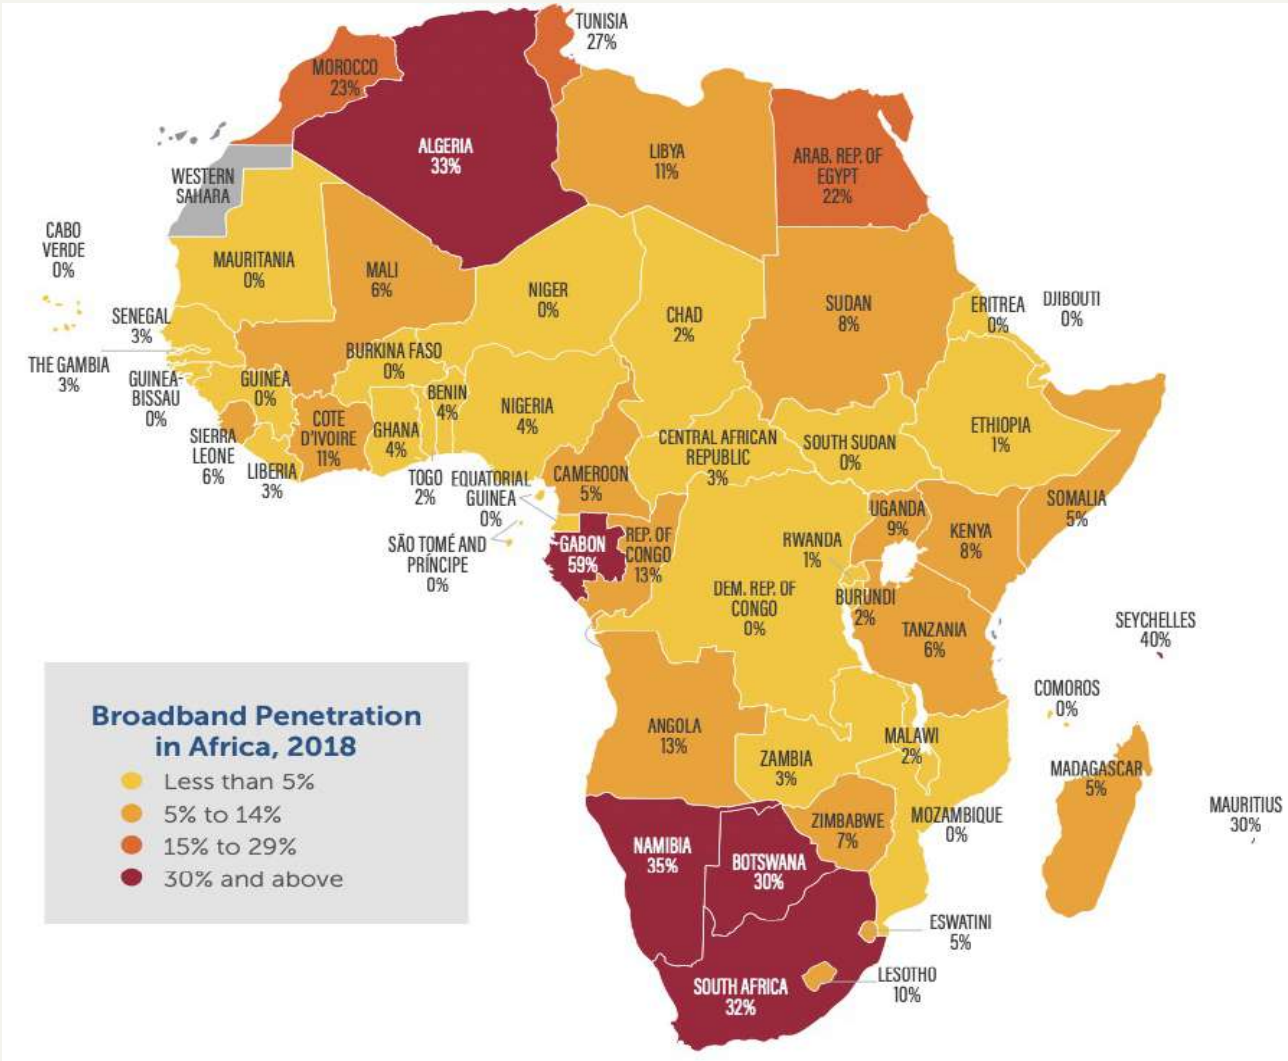 TUNISIA
27%
MOROCCO
23%
ALGERIA
33%
LIBYA
11%
ARAB. REP. OF
EGYPT
22%
WESTERN
SAHARA
CABO
VERDE
0%
MAURITANIA
0%
MALI
6%
NIGER
0%
CHAD
2%
SUDAN
8%
ERITREA
0%
DJIBOUTI
0%
SENEGAL
3%
THE GAMBIA
3%
GUINEA-
BISSAU
0%
GUINEA
0%
BURKINA FASO
0%
BENIN
4%
NIGERIA
4%
SIERRA
LEONE
6%
LIBERIA
3%
COTE
D'IVOIRE
11%
GHANA
4%
TOGO
2%
EQUATORIAL
GUINEA
0%
CAMEROON
5%
CENTRAL AFRICAN
REPUBLIC
3%
SOUTH SUDAN
0%
ETHIOPIA
1%
SOMALIA
5%
UGANDA
9%
KENYA
8%
SÃO TOMÉ AND
PRÍNCIPE
0%
GABON
59%
REP. OF
CONGO
13%
RWANDA
1%
DEM. REP. OF
CONGO
0%
BURUNDI
2%
TANZANIA
6%
SEYCHELLES
40%
COMOROS
0%
ANGOLA
13%
ZAMBIA
3%
MALAWI
2%
MADAGASCAR
5%
MAURITIUS
30%
MOZAMBIQUE
0%
ZIMBABWE
7%
NAMIBIA
35%
BOTSWANA
30%
ESWATINI
5%
LESOTHO
10%
SOUTH AFRICA
32%
Broadband Penetration
in Africa, 2018
Less than 5%
5% to 14%
15% to 29%
30% and above